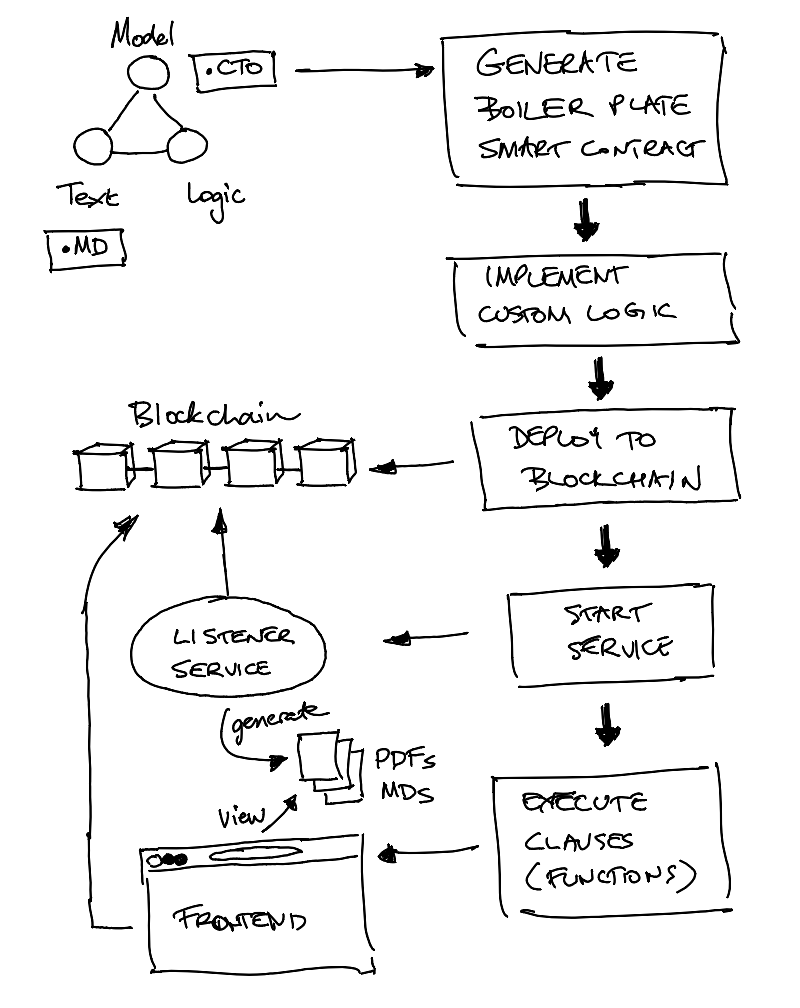 Model
.CTO
Text
Logic
.MD
GENERATE
BOILER PLATE
SMART CONTRACT
IMPLEMENT
CUSTOM LOGIC
DEPLOY TO
BLOCKCHAIN
Blockchain
START
SERVICE
LISTENER
SERVICE
generate
PDFs
MDs
view
EXECUTE
CLAUSES
(FUNCTIONS)
FRONTEND